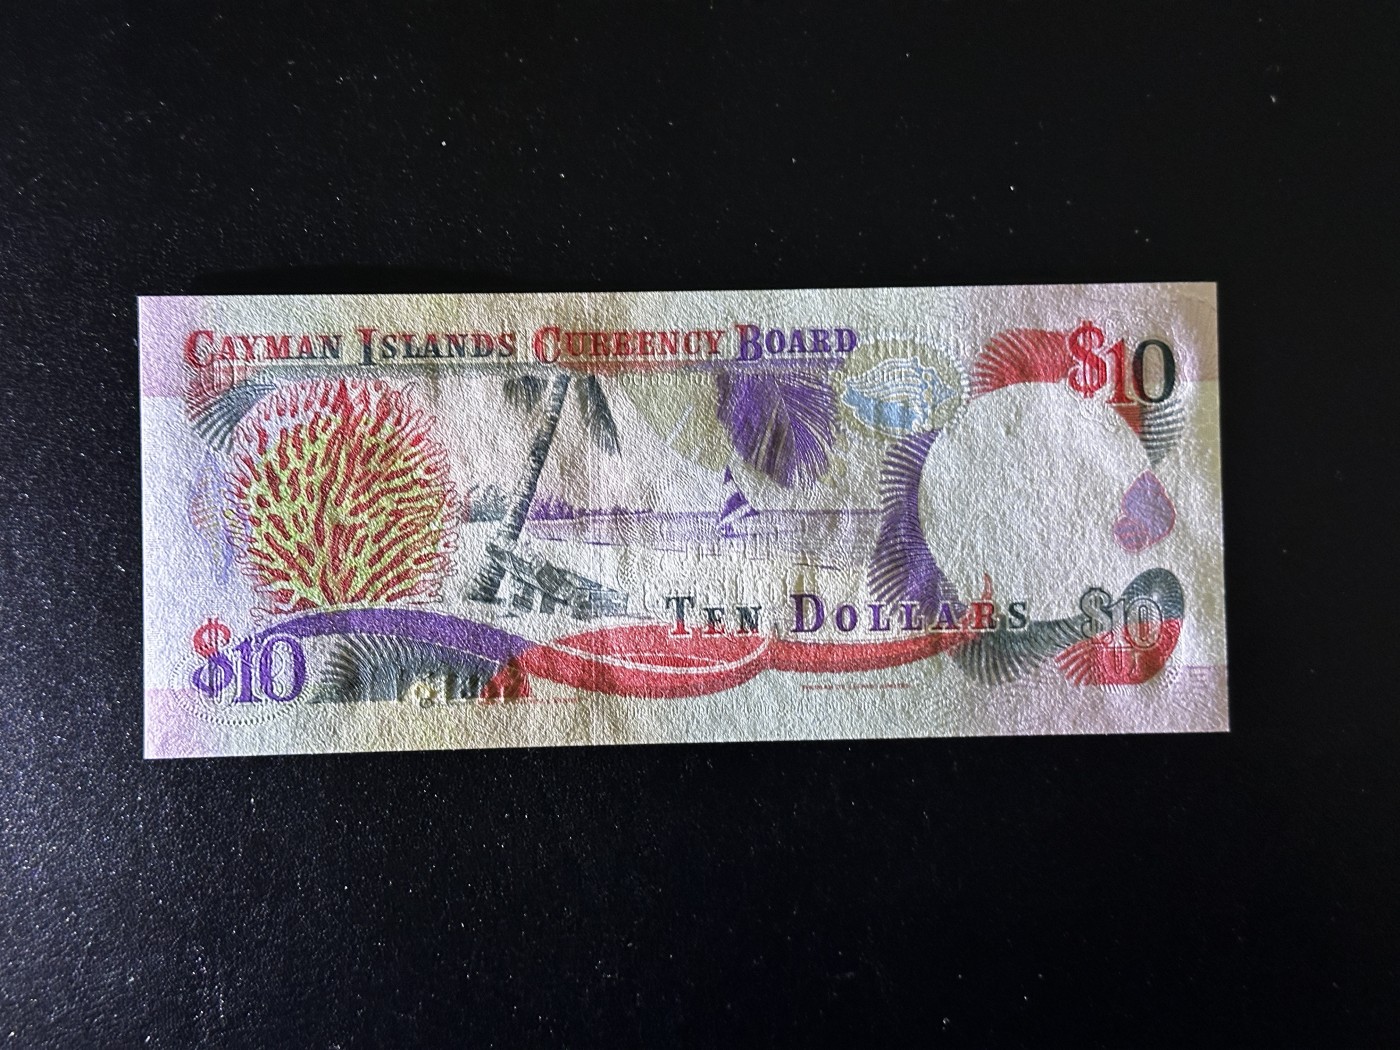 CAYMAN ISLANDS CURRENCY BOARD
$10
TEN DOLLARS
$10
$10